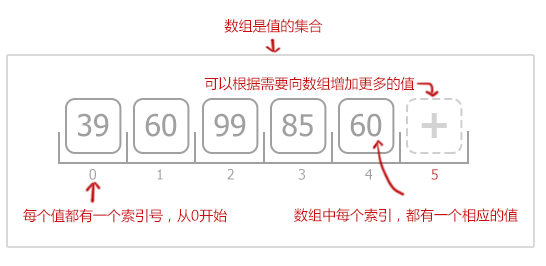 数组是值的集合
可以根据需要向数组增加更多的值
39 60 99 85 60 +
0 1 2 3 4 5
每个值都有一个索引号，从0开始
数组中每个索引，都有一个相应的值